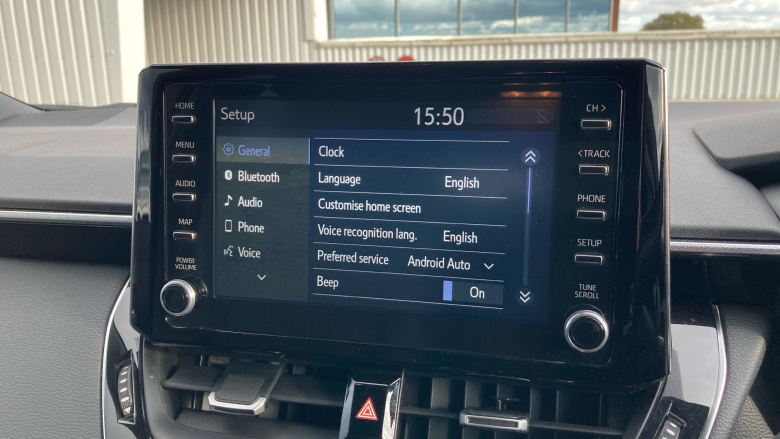 HOME
MENU
AUDIO
MAP
POWER
VOLUME
Setup 15:50
General
Bluetooth
Audio
Phone
Voice
Clock
Language English
Customise home screen
Voice recognition lang. English
Preferred service Android Auto
Beep On
CH >
< TRACK
PHONE
SETUP
TUNE
SCROLL